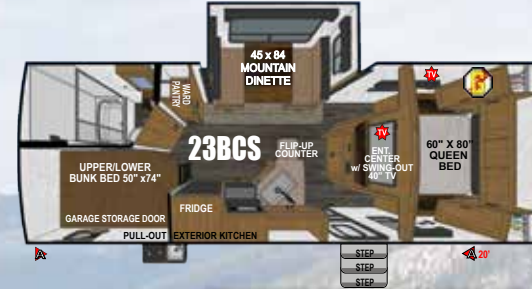 45 x 84
MOUNTAIN
DINETTE
WARD
PANTRY
TV
23BCS
FLIP-UP
COUNTER
TV
ENT.
CENTER
w/ SWING-OUT
40" TV
60" X 80"
QUEEN
BED
UPPER/LOWER
BUNK BED 50" x74"
FRIDGE
GARAGE STORAGE DOOR
PULL-OUT EXTERIOR KITCHEN
STEP
STEP
STEP
A
A 20'